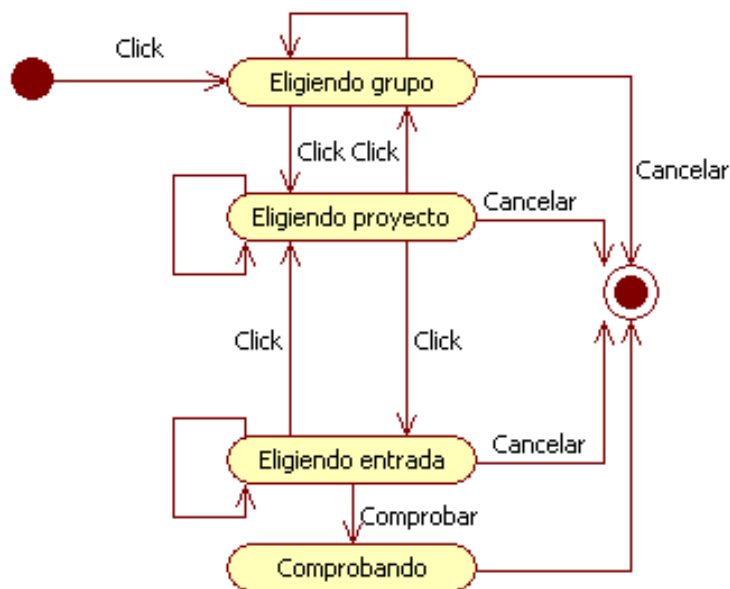 Click
Eligiendo grupo
Click Click
Cancelar
Eligiendo proyecto
Cancelar
Click
Click
Eligiendo entrada
Cancelar
Comprobar
Comprobando